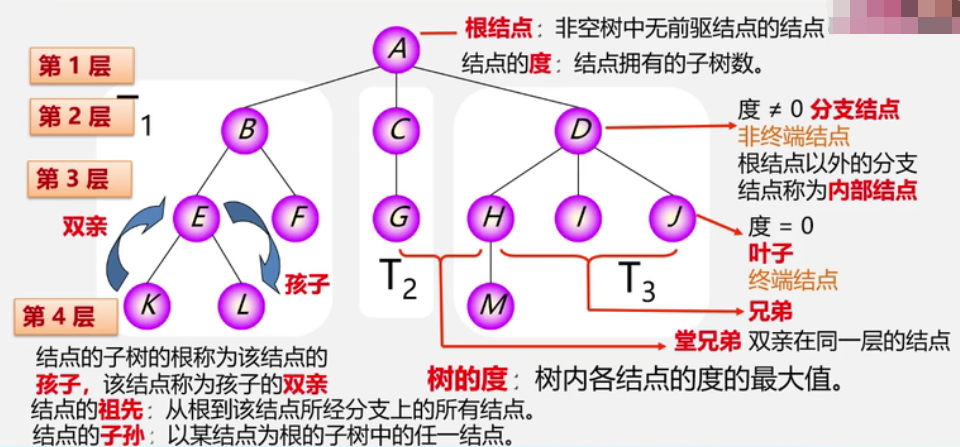 根结点：非空树中无前驱结点的结点
结点的度：结点拥有的子树数。
第 1 层
第 2 层
第 3 层
第 4 层
1
A
B
C
D
E
F
G
H
I
J
K
L
M
双亲
孩子
T2
T3
度 ≠ 0 分支结点
非终端结点
根结点以外的分支
结点称为内部结点
度 = 0
叶子
终端结点
兄弟
堂兄弟 双亲在同一层的结点
结点的子树的根称为该结点的
孩子，该结点称为孩子的双亲
树的度：树内各结点的度的最大值。
结点的祖先：从根到该结点所经分支上的所有结点。
结点的子孙：以某结点为根的子树中的任一结点。